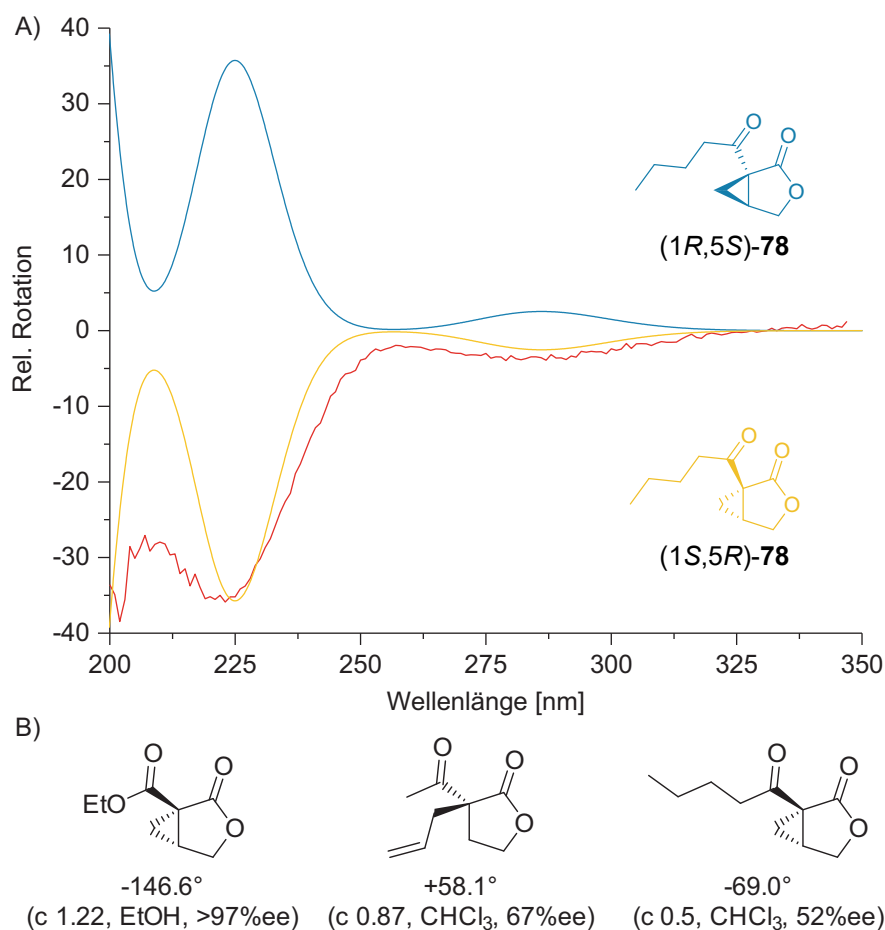 A)
40
30
20
10
0
-10
-20
-30
-40
Rel. Rotation
O
O
O
(1R,5S)-78
O
O
O
(1S,5R)-78
200
225
250
275
300
325
350
Wellenlänge [nm]
B)
O
O
EtO
O
-146.6°
(c 1.22, EtOH, >97%ee)
O
O
O
+58.1°
(c 0.87, CHCl₃, 67%ee)
O
O
O
-69.0°
(c 0.5, CHCl₃, 52%ee)